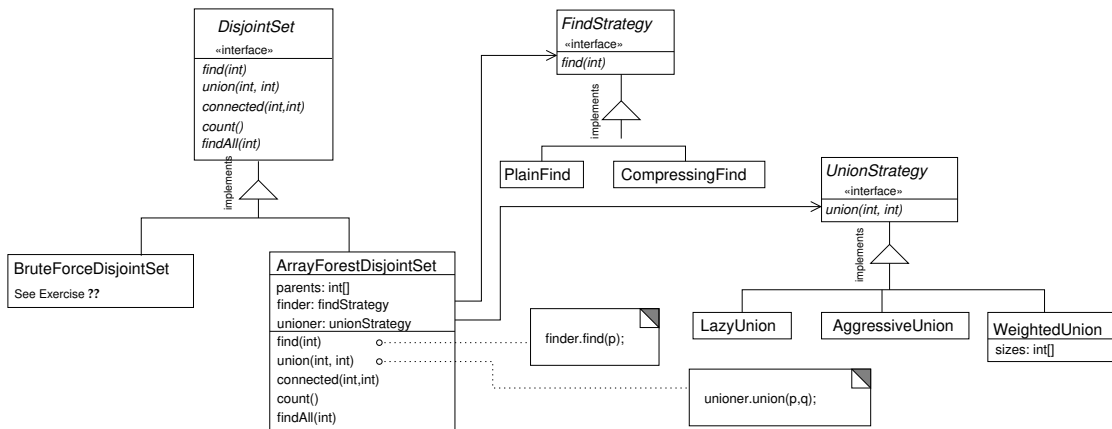 DisjointSet
«interface»
find(int)
union(int, int)
connected(int,int)
count()
findAll(int)
implements
BruteForceDisjointSet
See Exercise ??
ArrayForestDisjointSet
parents: int[]
finder: findStrategy
unioner: unionStrategy
find(int)
union(int, int)
connected(int,int)
count()
findAll(int)
FindStrategy
«interface»
find(int)
implements
PlainFind
CompressingFind
finder.find(p);
unioner.union(p,q);
UnionStrategy
«interface»
union(int, int)
implements
LazyUnion
AggressiveUnion
WeightedUnion
sizes: int[]